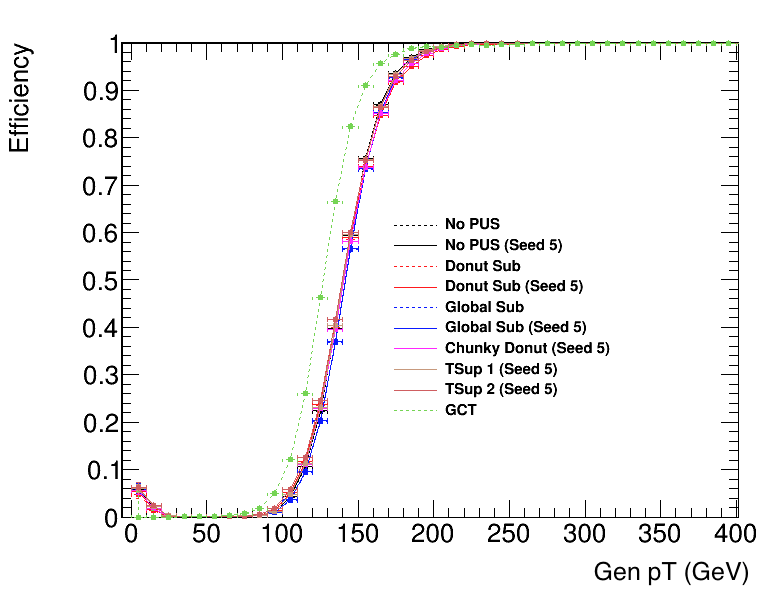 Efficiency
1
0.9
0.8
0.7
0.6
0.5
0.4
0.3
0.2
0.1
0
No PUS
No PUS (Seed 5)
Donut Sub
Donut Sub (Seed 5)
Global Sub
Global Sub (Seed 5)
Chunky Donut (Seed 5)
TSup 1 (Seed 5)
TSup 2 (Seed 5)
GCT
0 50 100 150 200 250 300 350 400
Gen pT (GeV)